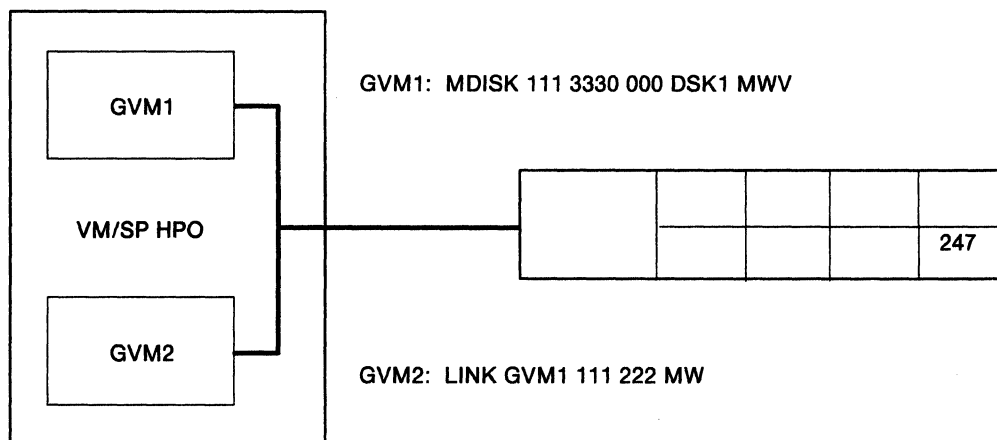 GVM1
GVM1: MDISK 111 3330 000 DSK1 MWV
VM/SP HPO
247
GVM2
GVM2: LINK GVM1 111 222 MW